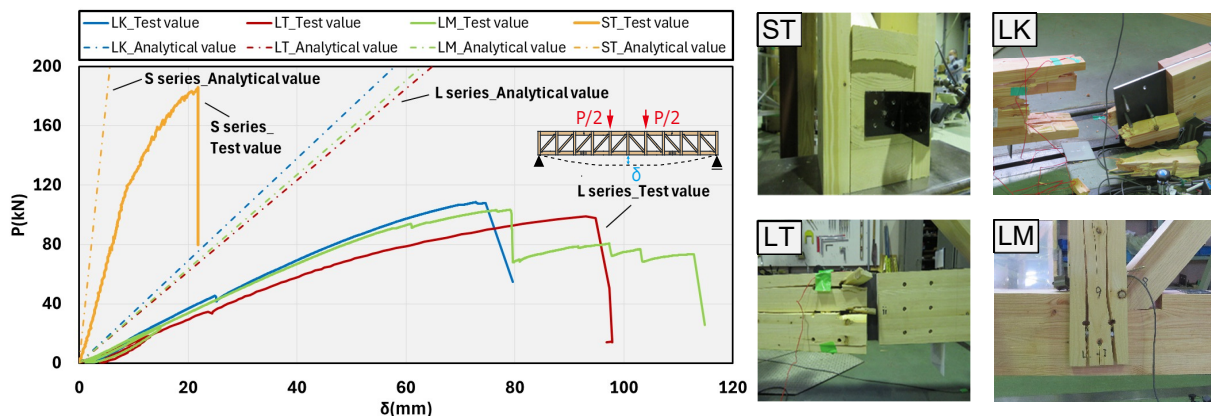 LK_Test value LT_Test value LM_Test value ST_Test value
LK_Analytical value LT_Analytical value LM_Analytical value ST_Analytical value
P(kN)
200
160
120
80
40
0
0 20 40 60 80 100 120
δ(mm)
S series_Analytical value
S series_
Test value
L series_Analytical value
P/2 P/2
δ
L series_Test value
ST
LK
LT
LM
9